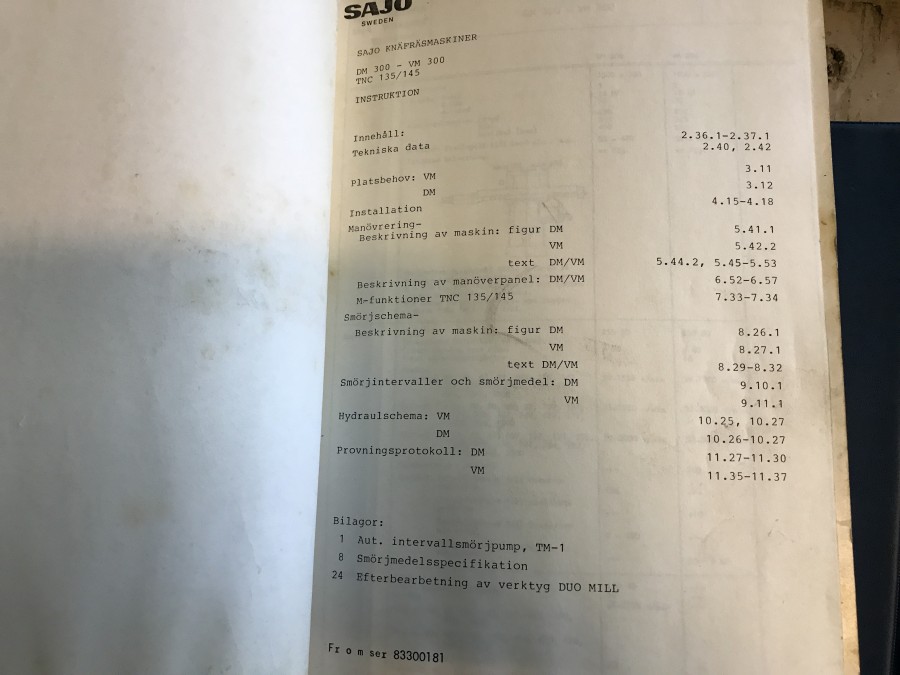 SAJO
SWEDEN
SAJO KNÄFRÄSMASKINER
DM 300 - VM 300
TNC 135/145
INSTRUKTION
Innehåll:
Tekniska data 2.36.1-2.37.1
2.40, 2.42
Platsbehov: VM 3.11
DM 3.12
Installation 4.15-4.18
Manövrering-
Beskrivning av maskin: figur DM 5.41.1
VM 5.42.2
text DM/VM 5.44.2, 5.45-5.53
Beskrivning av manöverpanel: DM/VM 6.52-6.57
M-funktioner TNC 135/145 7.33-7.34
Smörjschema-
Beskrivning av maskin: figur DM 8.26.1
VM 8.27.1
text DM/VM 8.29-8.32
Smörjintervaller och smörjmedel: DM 9.10.1
VM 9.11.1
Hydraulschema: VM 10.25, 10.27
DM 10.26-10.27
Provningsprotokoll: DM 11.27-11.30
VM 11.35-11.37
Bilagor:
1 Aut. intervallsmörjpump, TM-1
8 Smörjmedelsspecifikation
24 Efterbearbetning av verktyg DUO MILL
Fr o m ser 83300181